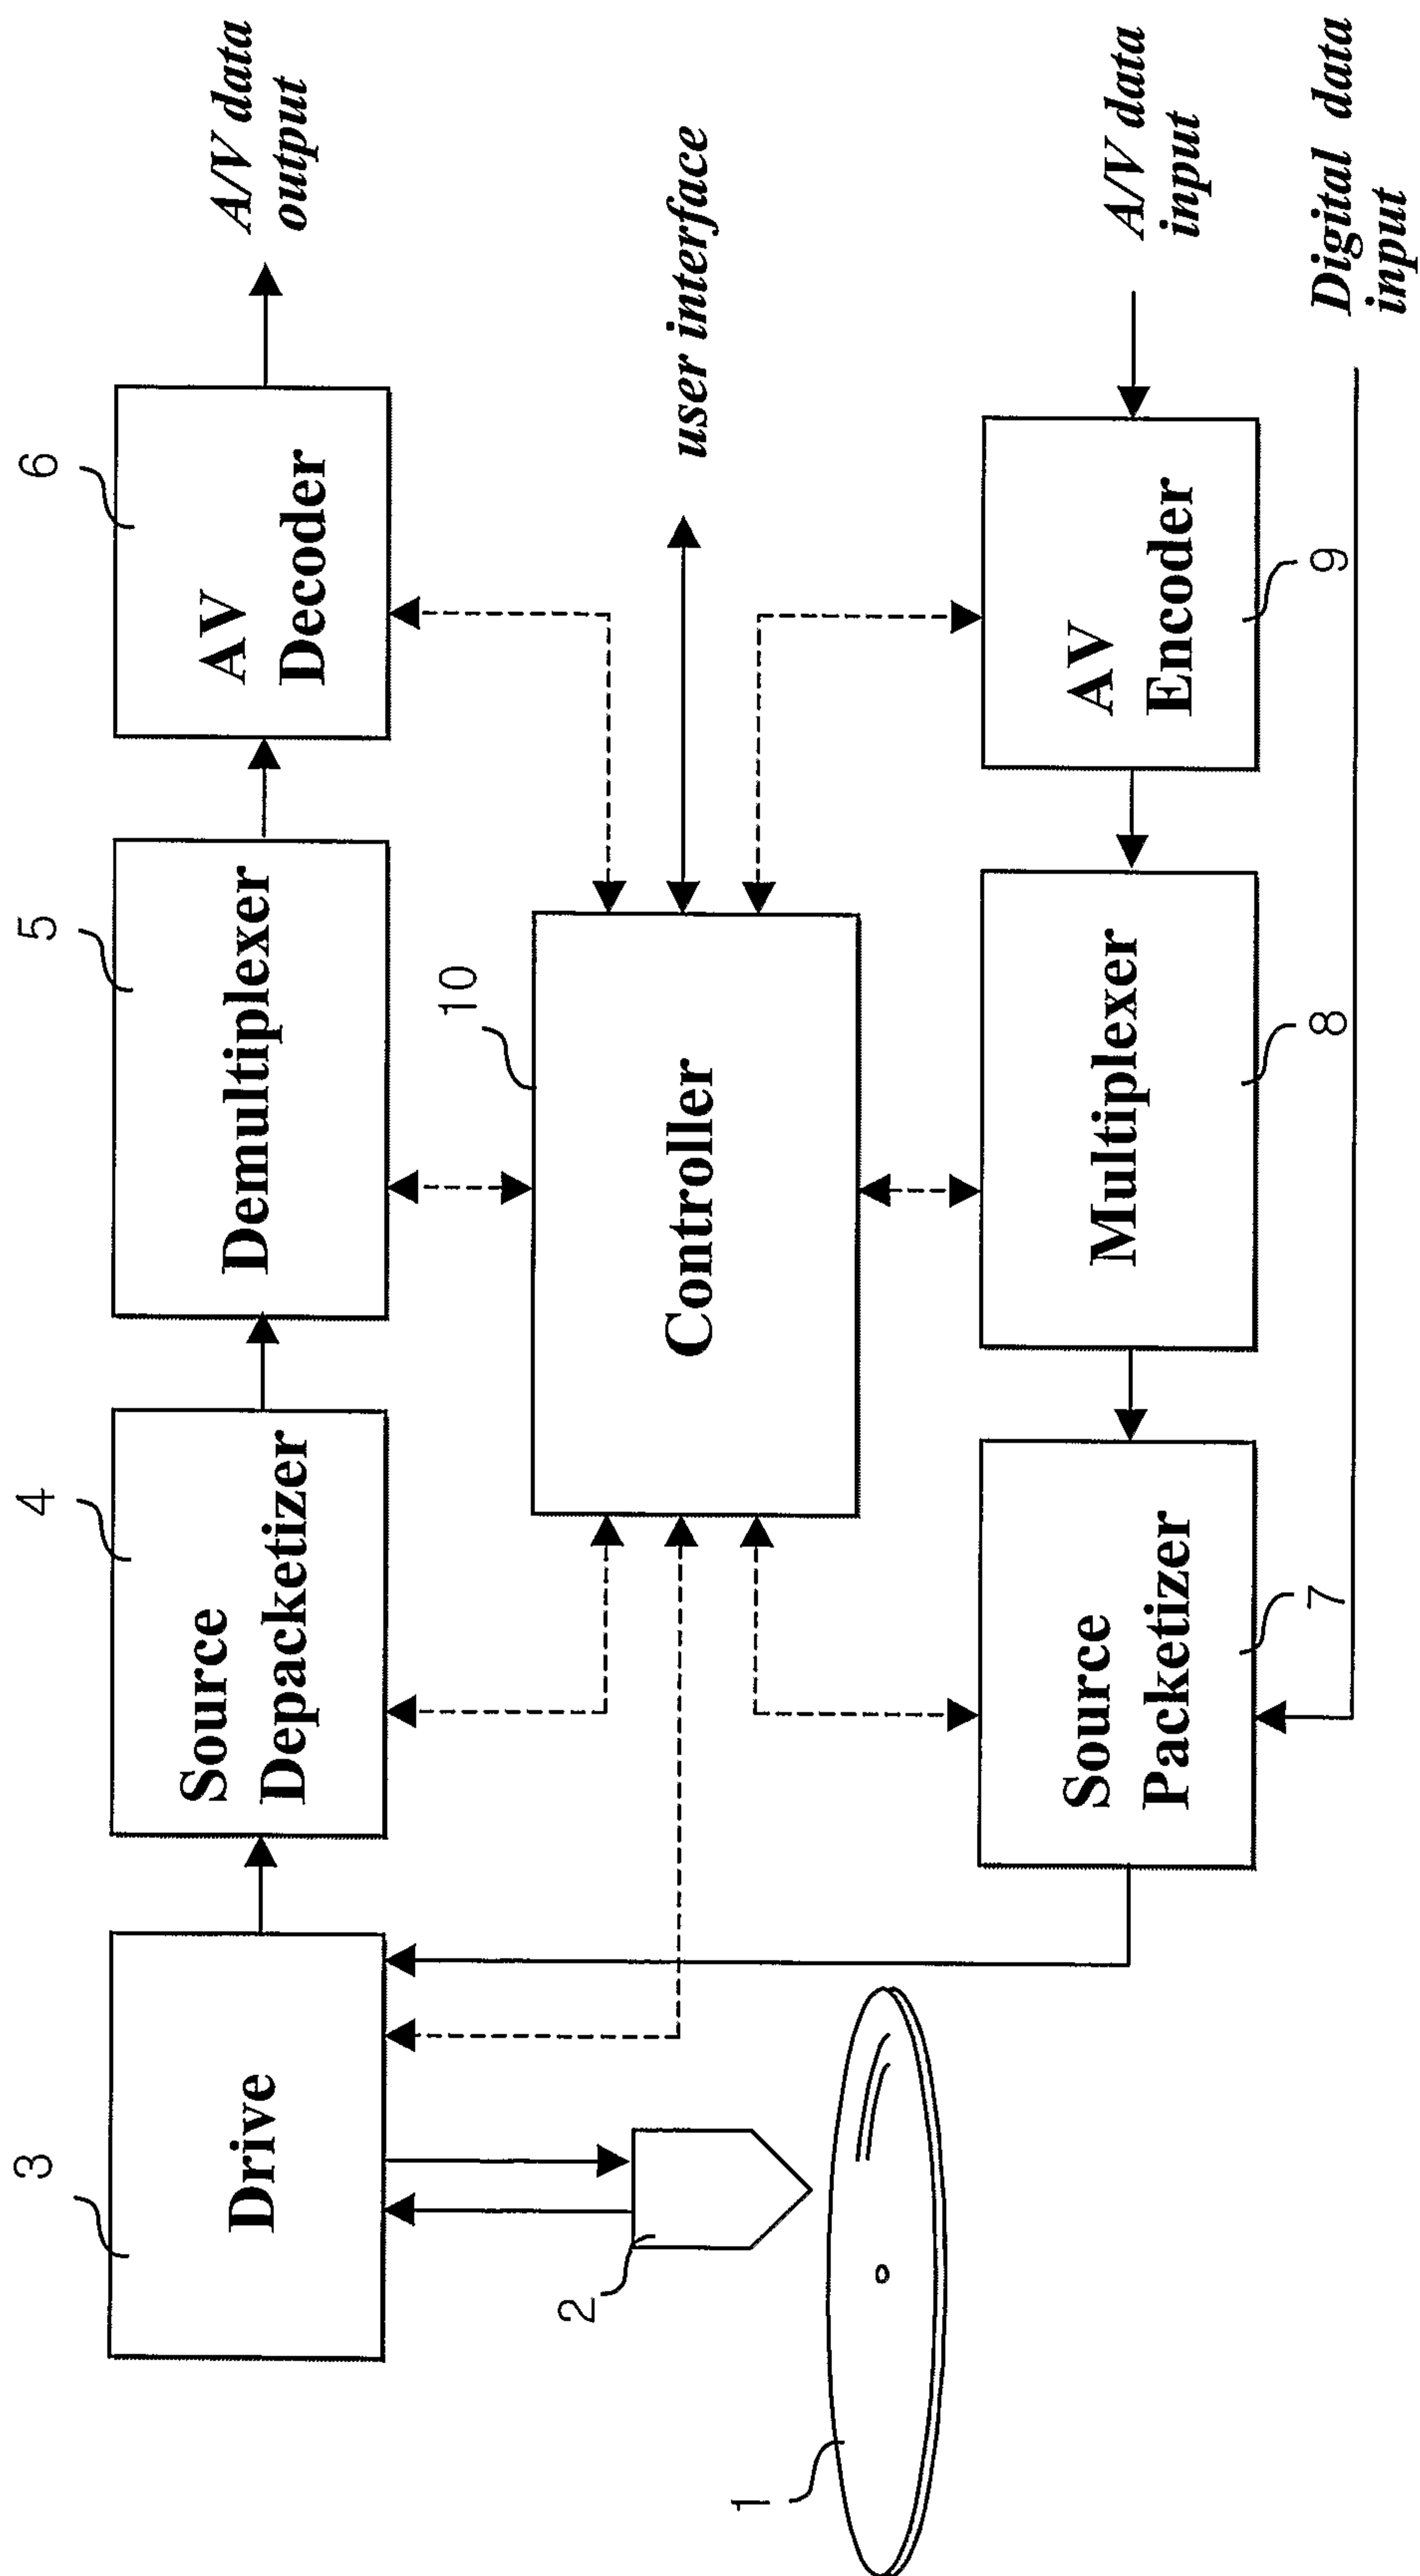 3
Drive
4
Source
Depacketizer
5
Demultiplexer
6
AV
Decoder
A/V data
output
2
10
Controller
user interface
1
Source
Packetizer
7
Multiplexer
8
AV
Encoder
9
A/V data
input
Digital data
input